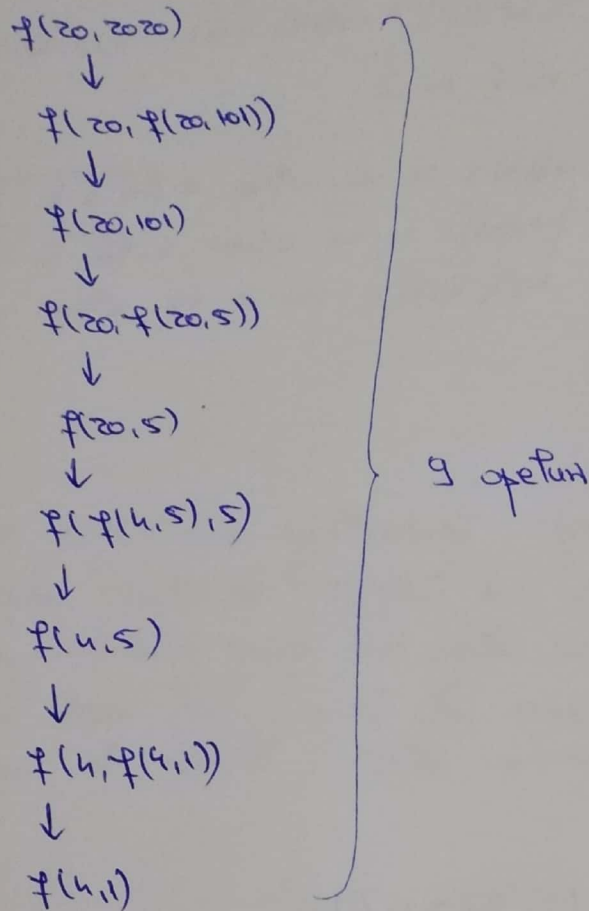 f(20, 2020)
↓
f(20, f(20, 101))
↓
f(20, 101)
↓
f(20, f(20, 5))
↓
f(20, 5)
↓
f(f(4, 5), 5)
↓
f(4, 5)
↓
f(4, f(4, 1))
↓
f(4, 1)
9